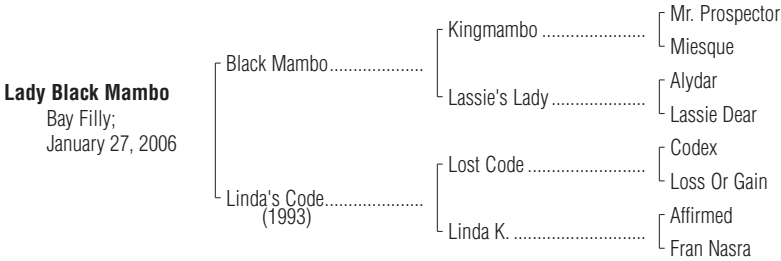 Mr. Prospector
Kingmambo ......................
Miesque
Black Mambo....................
Alydar
Lassie's Lady ....................
Lassie Dear
Lady Black Mambo
Bay Filly;
January 27, 2006
Codex
Lost Code .........................
Loss Or Gain
Linda's Code.....................
(1993)
Affirmed
Linda K. ............................
Fran Nasra